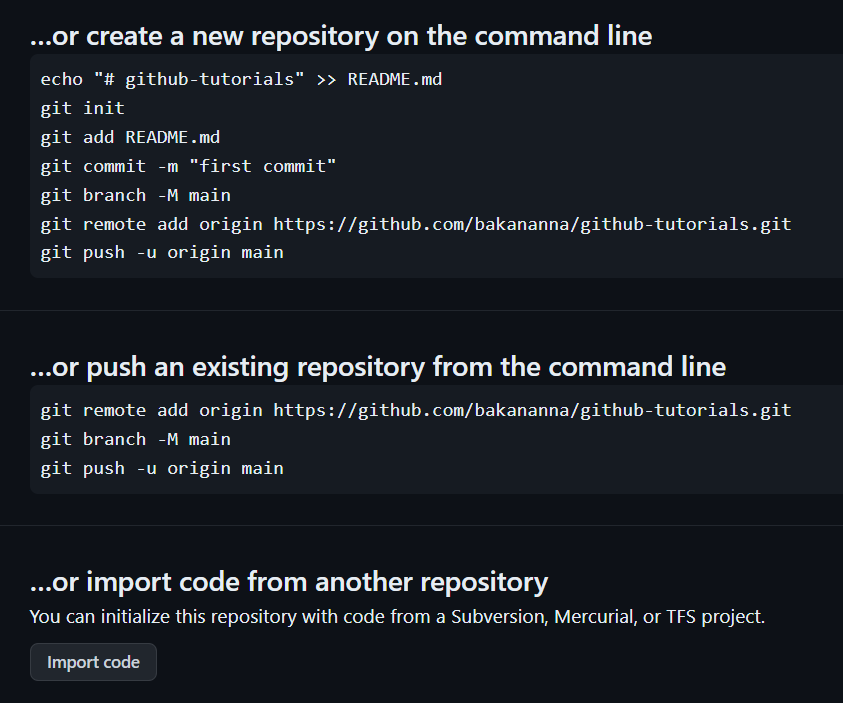 ...or create a new repository on the command line
echo "# github-tutorials" >> README.md
git init
git add README.md
git commit -m "first commit"
git branch -M main
git remote add origin https://github.com/bakananna/github-tutorials.git
git push -u origin main
...or push an existing repository from the command line
git remote add origin https://github.com/bakananna/github-tutorials.git
git branch -M main
git push -u origin main
...or import code from another repository
You can initialize this repository with code from a Subversion, Mercurial, or TFS project.
Import code